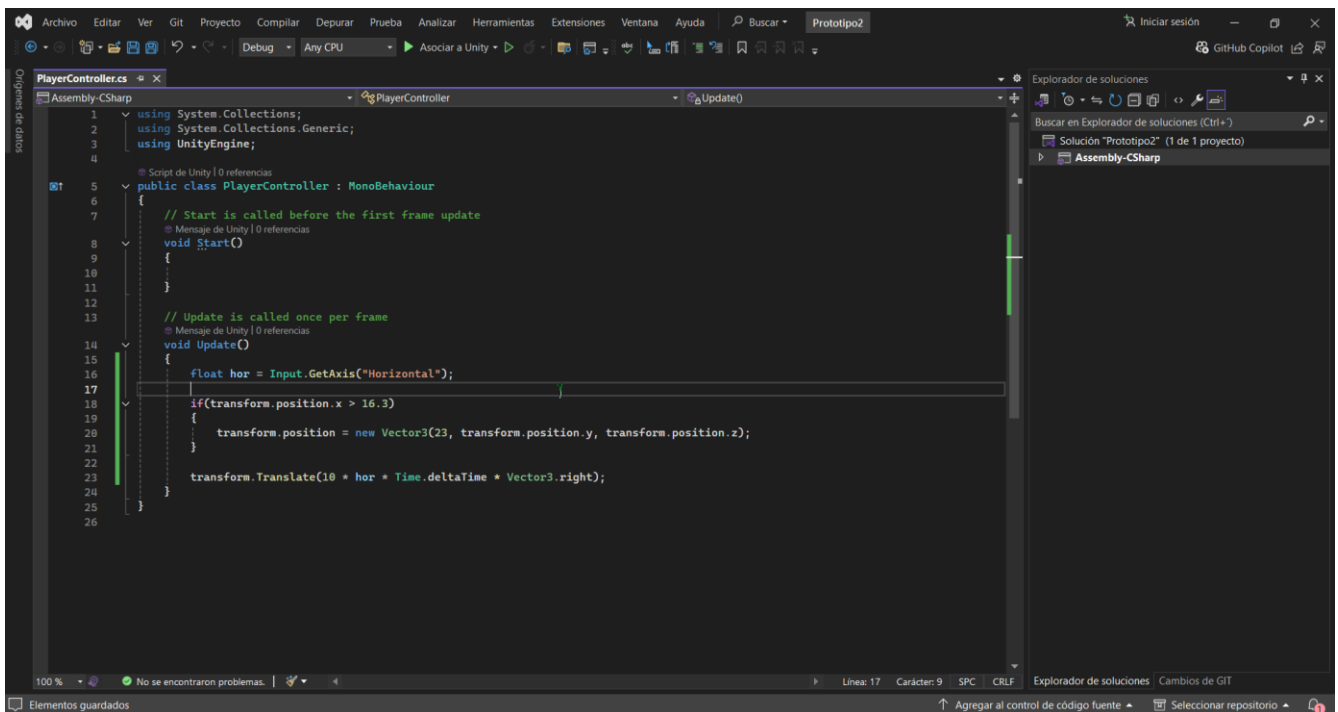 Archivo Editar Ver Git Proyecto Compilar Depurar Prueba Analizar Herramientas Extensiones Ventana Ayuda Buscar Prototipo2 Iniciar sesión
Debug Any CPU Asociar a Unity GitHub Copilot
Orígenes de datos
PlayerController.cs
Explorador de soluciones
Assembly-CSharp PlayerController Update()
Buscar en Explorador de soluciones (Ctrl+¨)
Solución "Prototipo2" (1 de 1 proyecto)
Assembly-CSharp
1 using System.Collections;
2 using System.Collections.Generic;
3 using UnityEngine;
4
Script de Unity | 0 referencias
5 public class PlayerController : MonoBehaviour
6 {
7 // Start is called before the first frame update
Mensaje de Unity | 0 referencias
8 void Start()
9 {
10
11 }
12
13 // Update is called once per frame
Mensaje de Unity | 0 referencias
14 void Update()
15 {
16 float hor = Input.GetAxis("Horizontal");
17
18 if(transform.position.x > 16.3)
19 {
20 transform.position = new Vector3(23, transform.position.y, transform.position.z);
21 }
22
23 transform.Translate(10 * hor * Time.deltaTime * Vector3.right);
24 }
25 }
26
100 % No se encontraron problemas. Línea: 17 Carácter: 9 SPC CRLF
Explorador de soluciones Cambios de GIT
Elementos guardados Agregar al control de código fuente Seleccionar repositorio 1